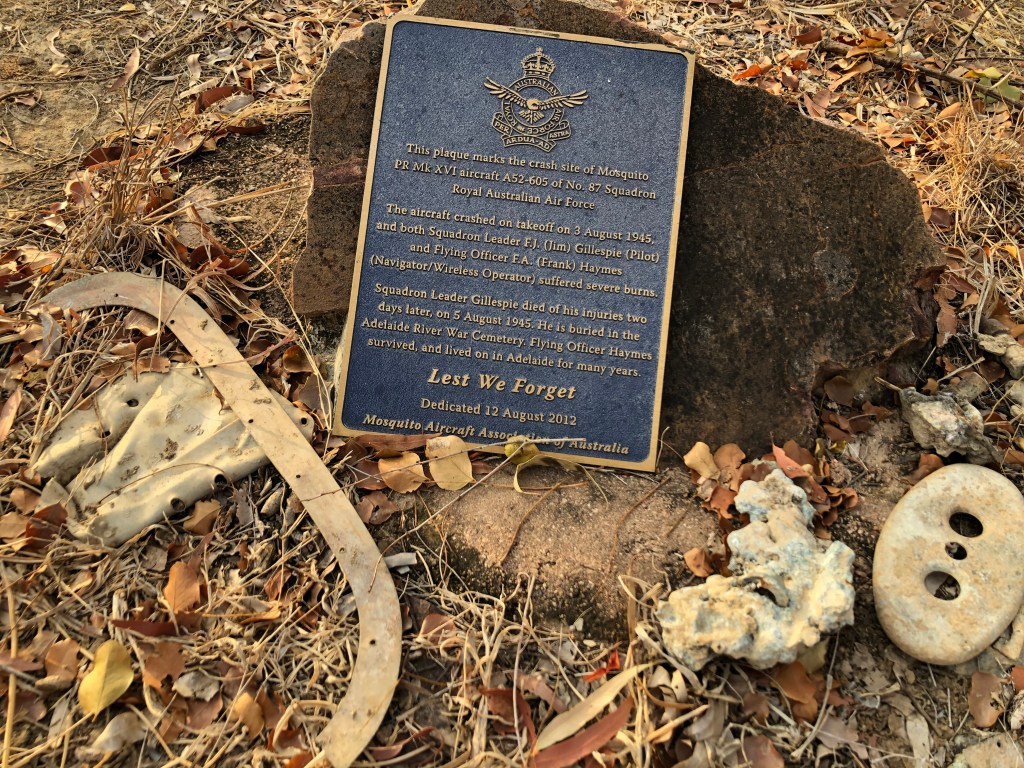 AUSTRALIAN
ROYAL AIR FORCE
PER ARDUA AD ASTRA
This plaque marks the crash site of Mosquito
PR Mk XVI aircraft A52-605 of No. 87 Squadron
Royal Australian Air Force
The aircraft crashed on takeoff on 3 August 1945,
and both Squadron Leader F.J. (Jim) Gillespie (Pilot)
and Flying Officer F.A. (Frank) Haymes
(Navigator/Wireless Operator) suffered severe burns.
Squadron Leader Gillespie died of his injuries two
days later, on 5 August 1945. He is buried in the
Adelaide River War Cemetery. Flying Officer Haymes
survived, and lived on in Adelaide for many years.
Lest We Forget
Dedicated 12 August 2012
Mosquito Aircraft Association of Australia